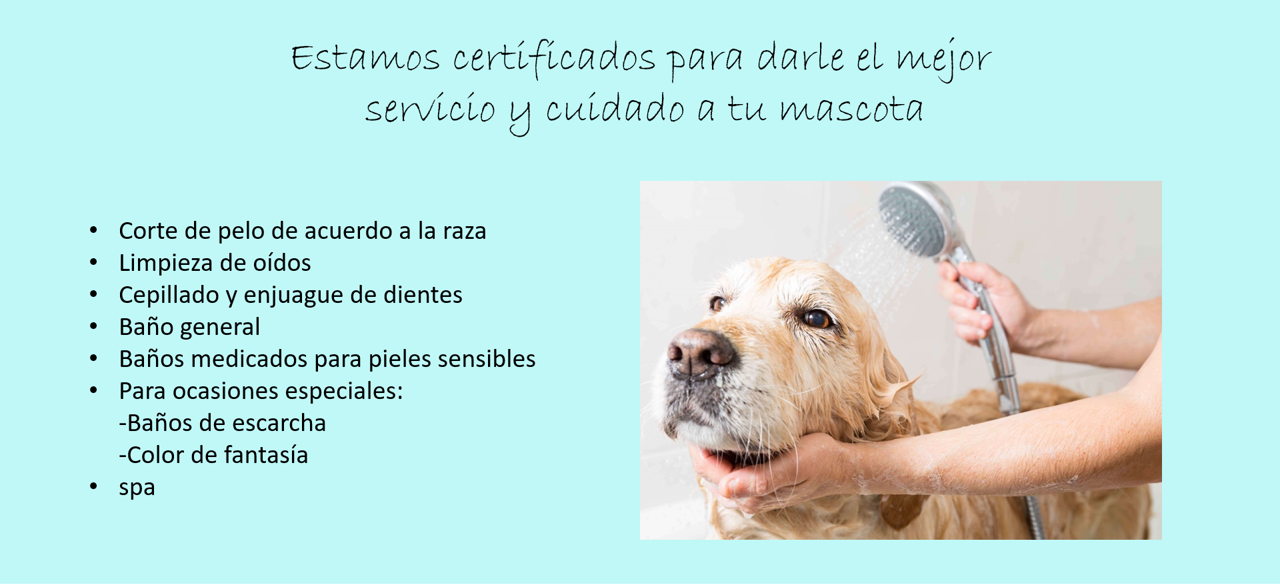 Estamos certificados para darle el mejor
servicio y cuidado a tu mascota
• Corte de pelo de acuerdo a la raza
• Limpieza de oídos
• Cepillado y enjuague de dientes
• Baño general
• Baños medicados para pieles sensibles
• Para ocasiones especiales:
-Baños de escarcha
-Color de fantasía
• spa